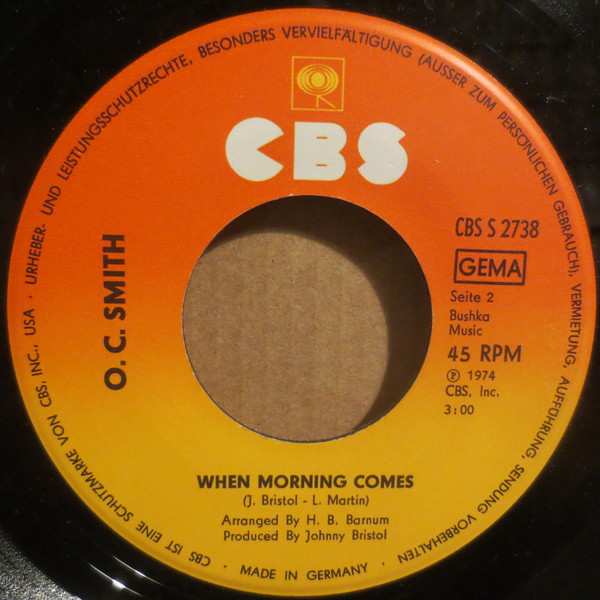 URHEBER- UND LEISTUNGSSCHUTZRECHTE, BESONDERS VERVIELFÄLTIGUNG (AUSSER ZUM PERSÖNLICHEN GEBRAUCH), VERMIETUNG, AUFFÜHRUNG, SENDUNG VORBEHALTEN
CBS
CBS S 2738
GEMA
Seite 2
Bushka
Music
45 RPM
℗ 1974
CBS, Inc.
3:00
O. C. SMITH
WHEN MORNING COMES
(J. Bristol - L. Martin)
Arranged By H. B. Barnum
Produced By Johnny Bristol
· MADE IN GERMANY ·
CBS IST EINE SCHUTZMARKE VON CBS, INC., USA ·